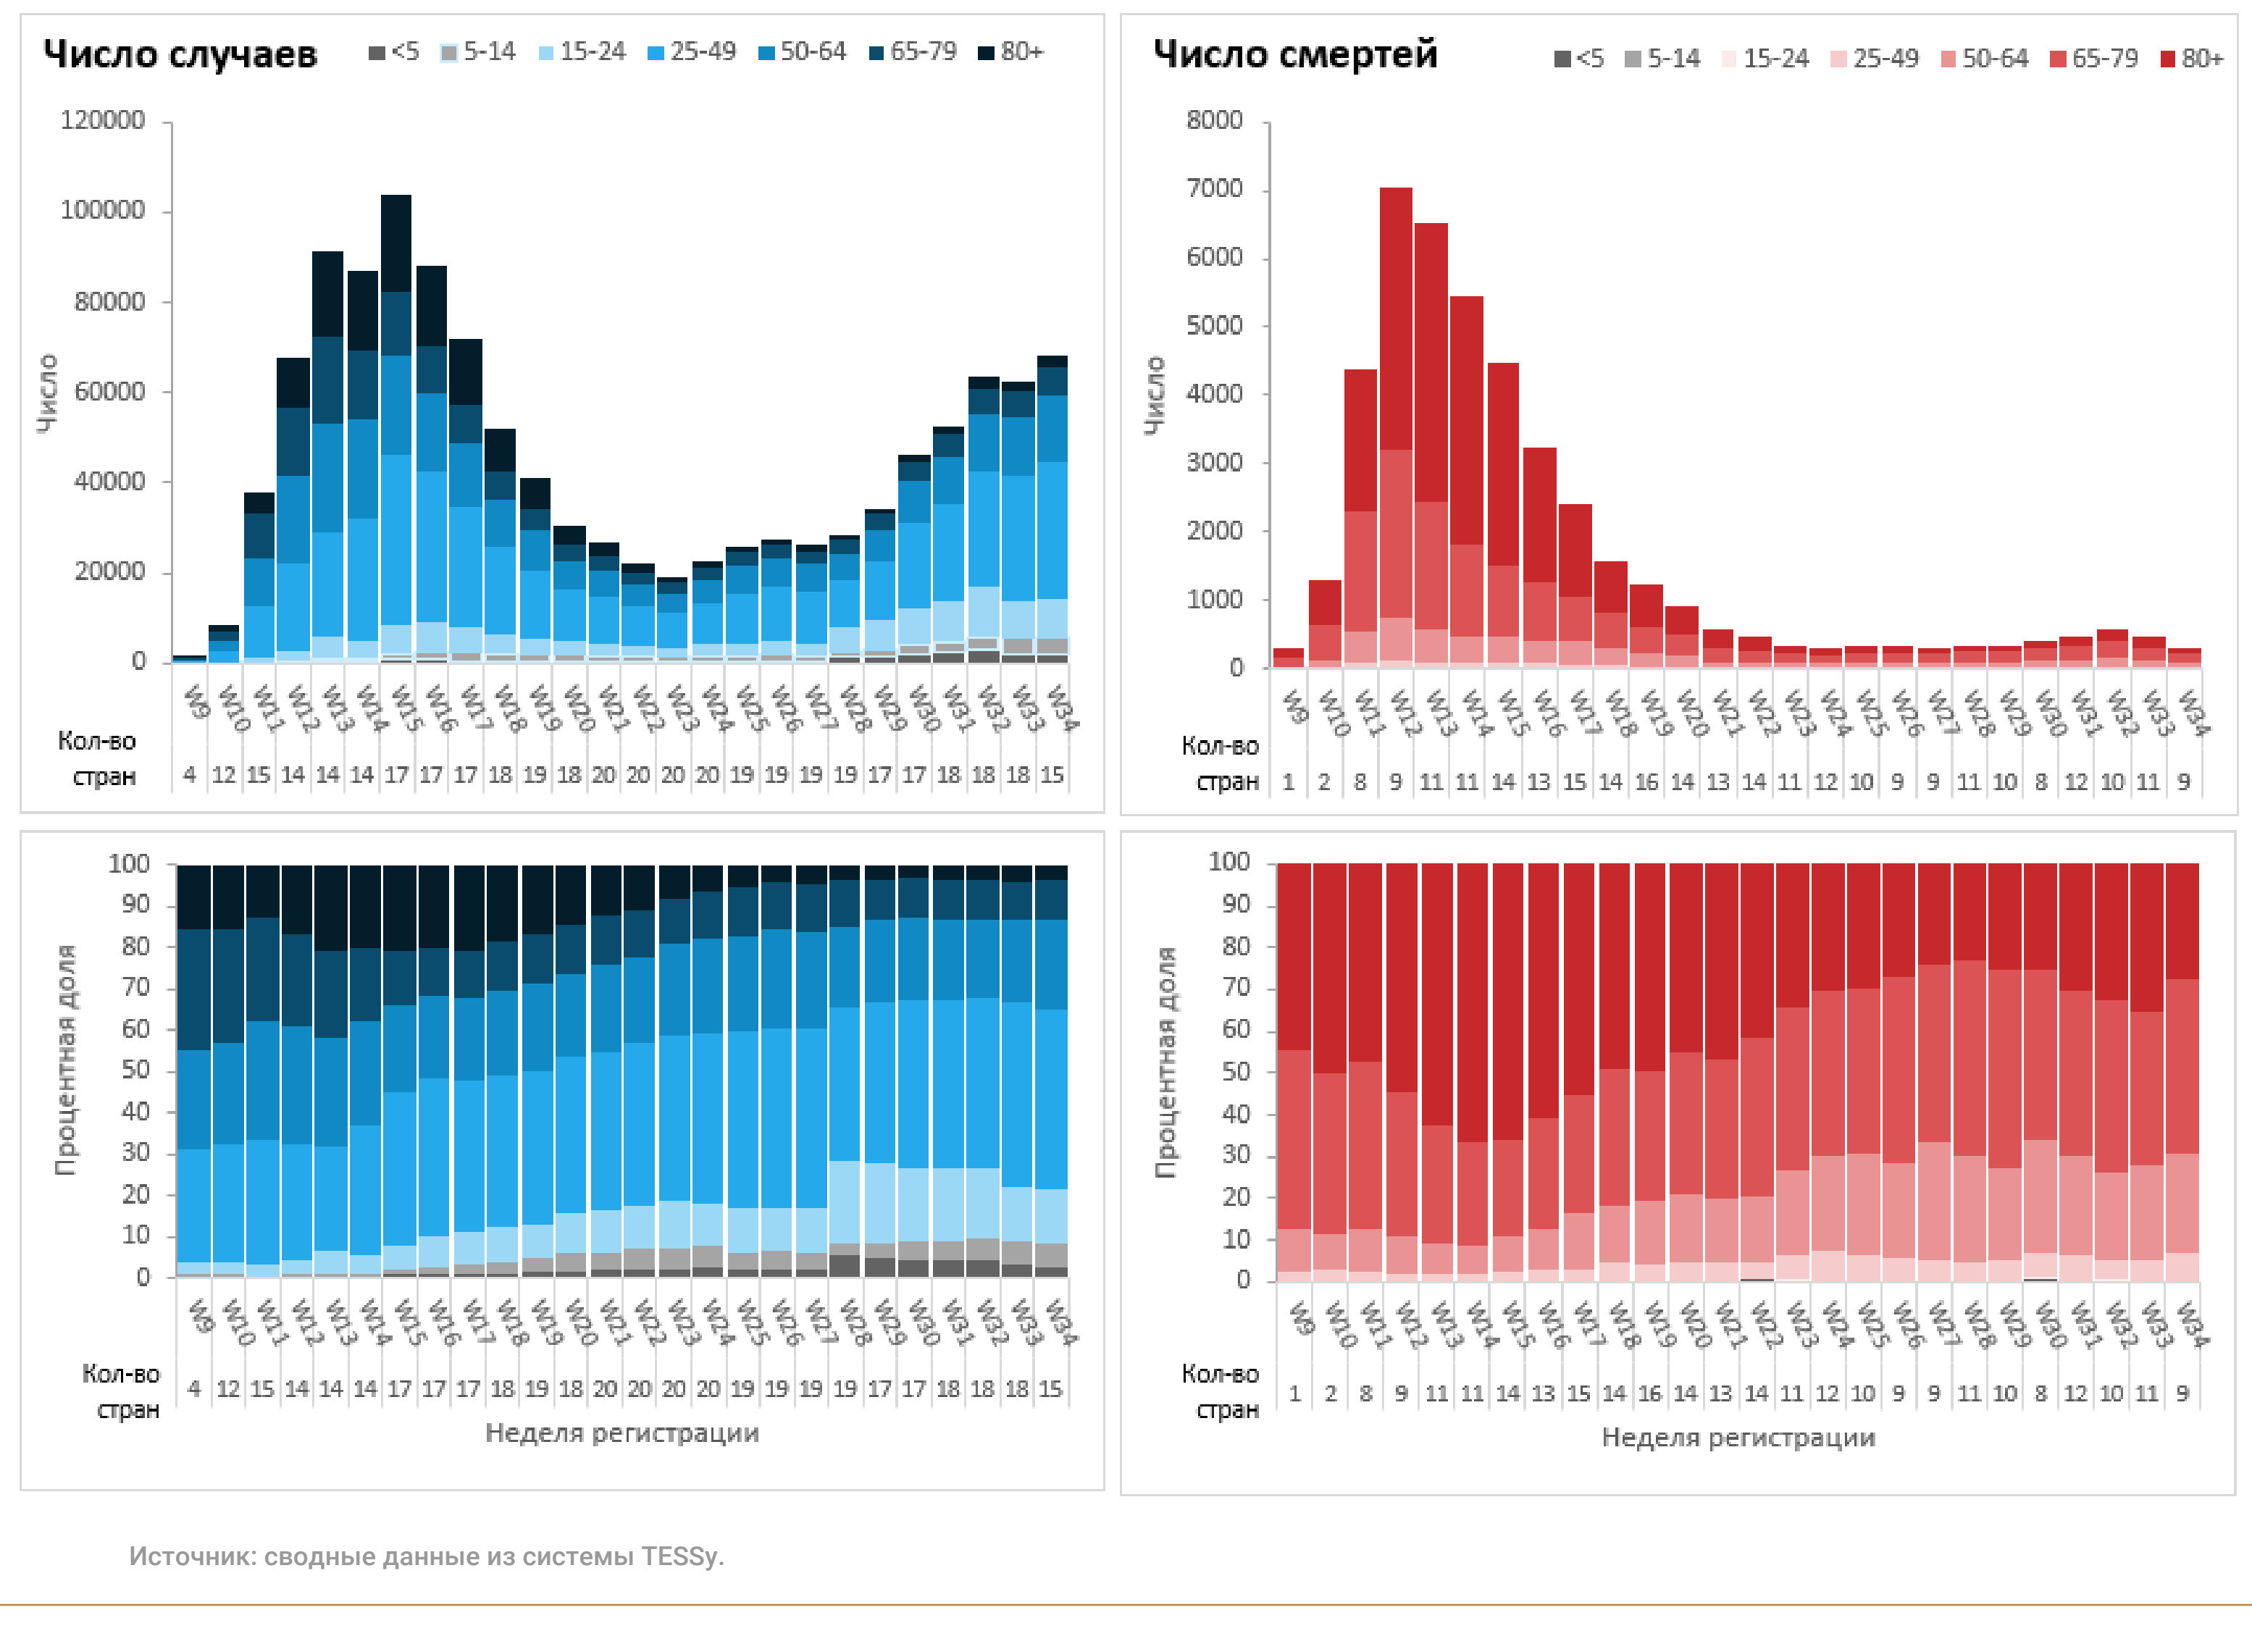 Число случаев
<5 5-14 15-24 25-49 50-64 65-79 80+
120000
100000
80000
60000
40000
20000
0
Число
W9 W10 W11 W12 W13 W14 W15 W16 W17 W18 W19 W20 W21 W22 W23 W24 W25 W26 W27 W28 W29 W30 W31 W32 W33 W34
Кол-во
стран
4 12 15 14 14 14 17 17 17 18 19 18 20 20 20 20 19 19 19 19 17 17 18 18 18 15
Число смертей
<5 5-14 15-24 25-49 50-64 65-79 80+
8000
7000
6000
5000
4000
3000
2000
1000
0
Число
W9 W10 W11 W12 W13 W14 W15 W16 W17 W18 W19 W20 W21 W22 W23 W24 W25 W26 W27 W28 W29 W30 W31 W32 W33 W34
Кол-во
стран
1 2 8 9 11 11 14 13 15 14 16 14 13 14 11 12 10 9 9 11 10 8 12 10 11 9
100
90
80
70
60
50
40
30
20
10
0
Процентная доля
W9 W10 W11 W12 W13 W14 W15 W16 W17 W18 W19 W20 W21 W22 W23 W24 W25 W26 W27 W28 W29 W30 W31 W32 W33 W34
Кол-во
стран
4 12 15 14 14 14 17 17 17 18 19 18 20 20 20 20 19 19 19 19 17 17 18 18 18 15
Неделя регистрации
100
90
80
70
60
50
40
30
20
10
0
Процентная доля
W9 W10 W11 W12 W13 W14 W15 W16 W17 W18 W19 W20 W21 W22 W23 W24 W25 W26 W27 W28 W29 W30 W31 W32 W33 W34
Кол-во
стран
1 2 8 9 11 11 14 13 15 14 16 14 13 14 11 12 10 9 9 11 10 8 12 10 11 9
Неделя регистрации
Источник: сводные данные из системы TESSy.